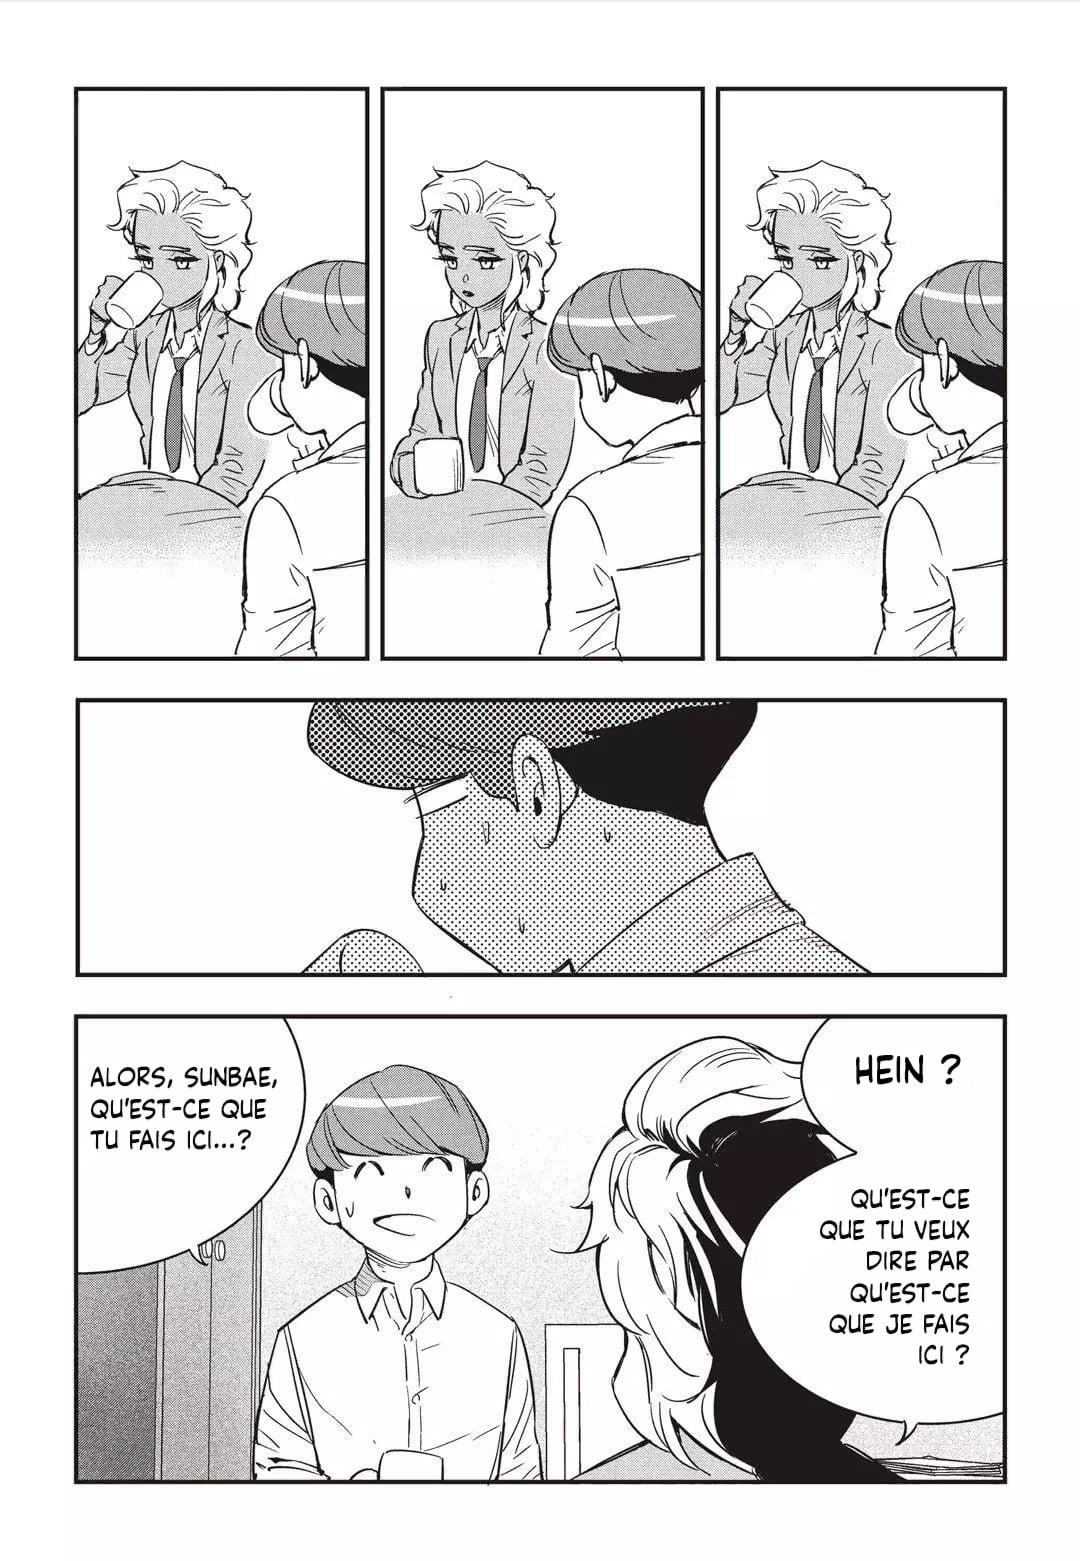 ALORS, SUNBAE,
QU'EST-CE QUE
TU FAIS ICI...?
HEIN ?
QU'EST-CE
QUE TU VEUX
DIRE PAR
QU'EST-CE
QUE JE FAIS
ICI ?